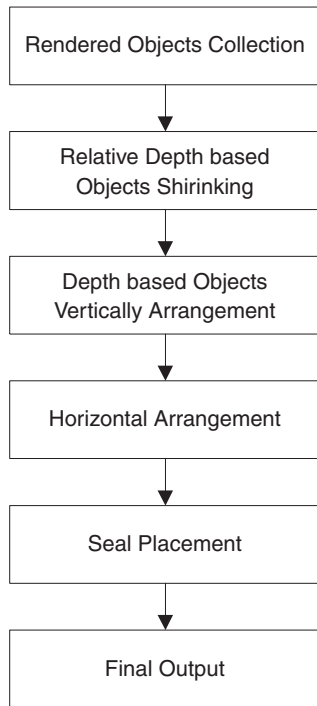 Rendered Objects Collection
Relative Depth based
Objects Shirinking
Depth based Objects
Vertically Arrangement
Horizontal Arrangement
Seal Placement
Final Output